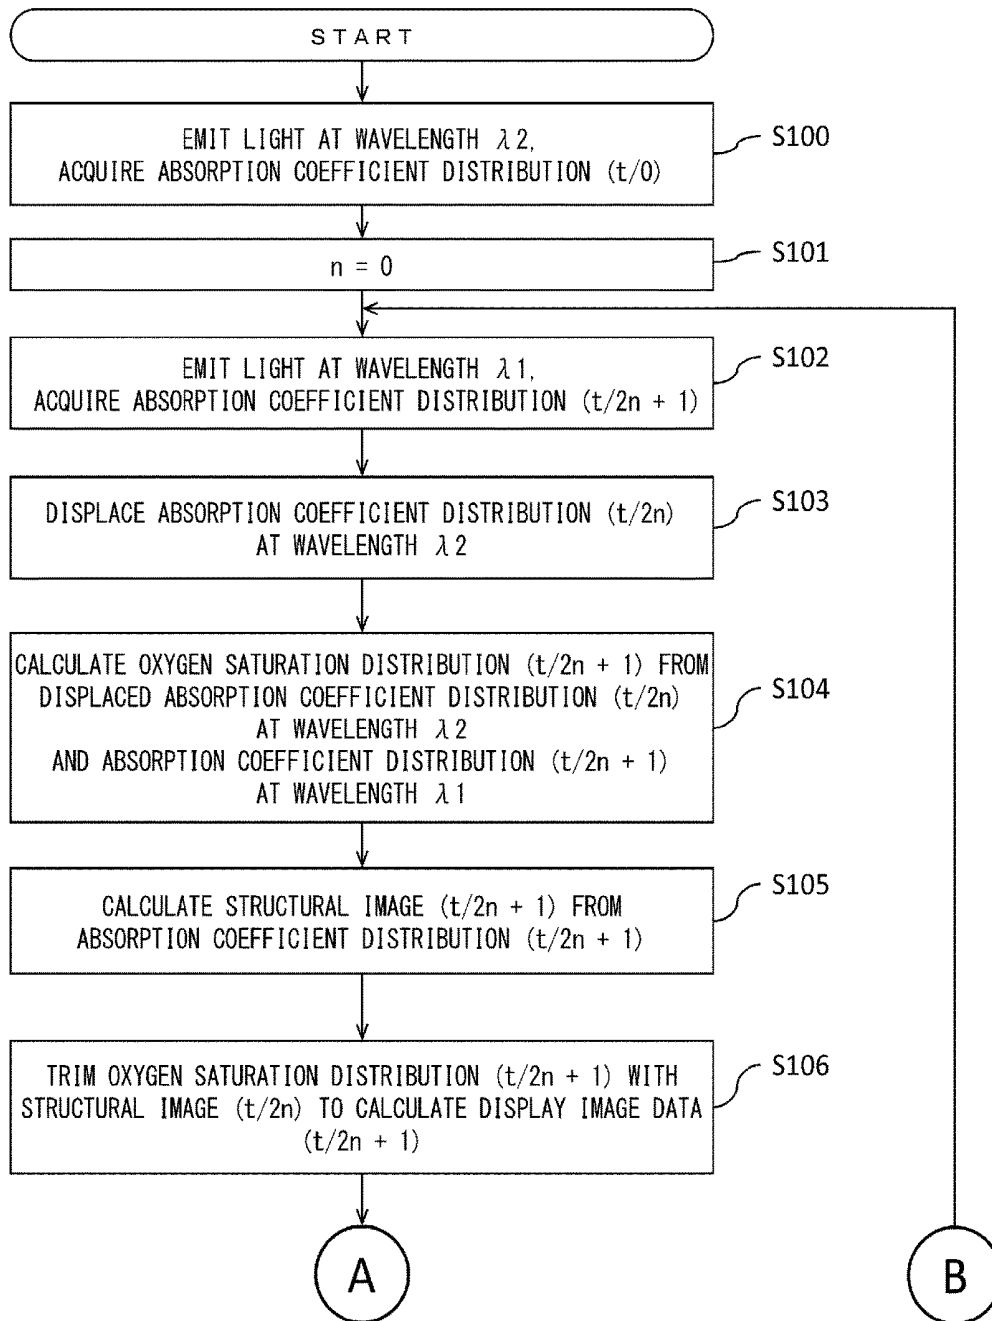 START
EMIT LIGHT AT WAVELENGTH λ2,
ACQUIRE ABSORPTION COEFFICIENT DISTRIBUTION (t/0)
S100
n = 0
S101
EMIT LIGHT AT WAVELENGTH λ1,
ACQUIRE ABSORPTION COEFFICIENT DISTRIBUTION (t/2n + 1)
S102
DISPLACE ABSORPTION COEFFICIENT DISTRIBUTION (t/2n)
AT WAVELENGTH λ2
S103
CALCULATE OXYGEN SATURATION DISTRIBUTION (t/2n + 1) FROM
DISPLACED ABSORPTION COEFFICIENT DISTRIBUTION (t/2n)
AT WAVELENGTH λ2
AND ABSORPTION COEFFICIENT DISTRIBUTION (t/2n + 1)
AT WAVELENGTH λ1
S104
CALCULATE STRUCTURAL IMAGE (t/2n + 1) FROM
ABSORPTION COEFFICIENT DISTRIBUTION (t/2n + 1)
S105
TRIM OXYGEN SATURATION DISTRIBUTION (t/2n + 1) WITH
STRUCTURAL IMAGE (t/2n) TO CALCULATE DISPLAY IMAGE DATA
(t/2n + 1)
S106
A
B